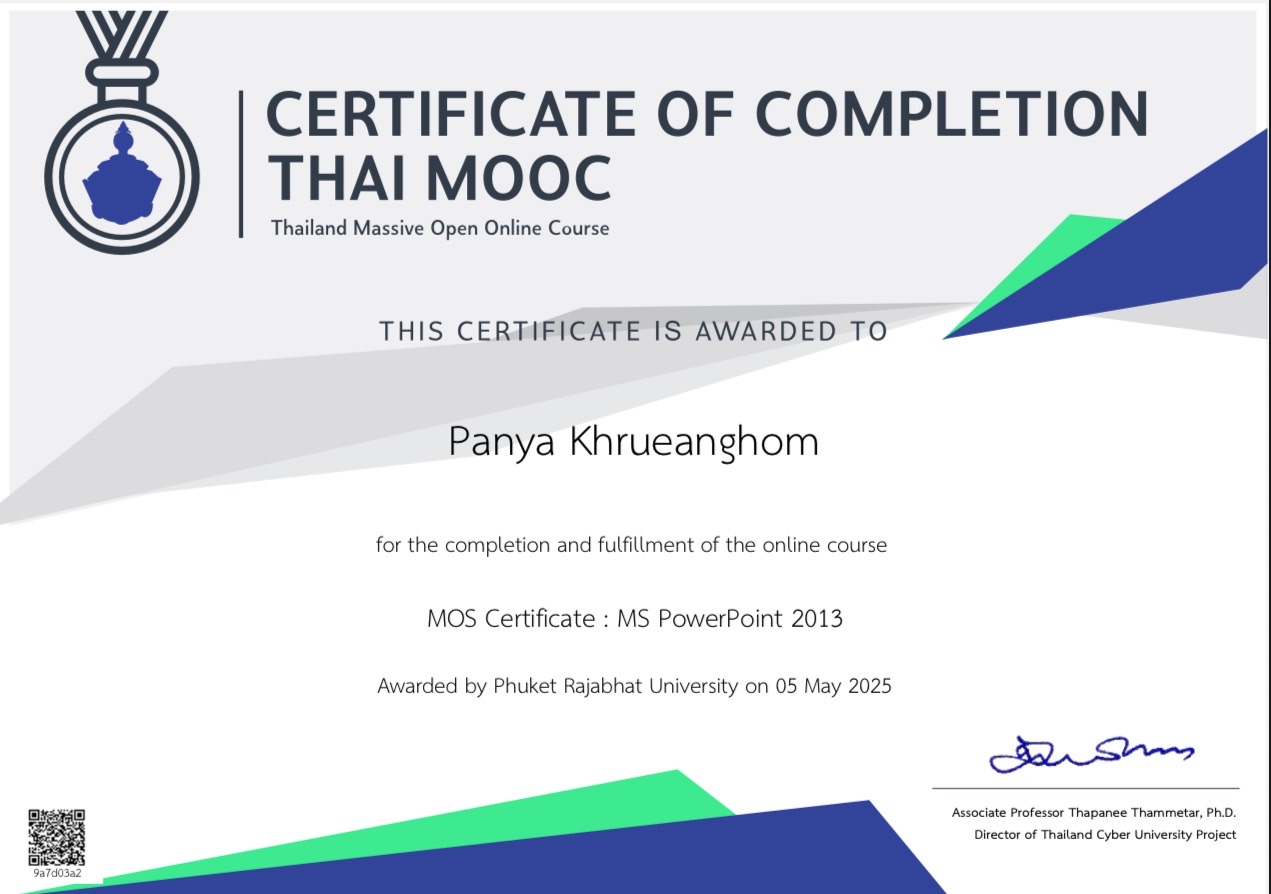 CERTIFICATE OF COMPLETION
THAI MOOC
Thailand Massive Open Online Course
THIS CERTIFICATE IS AWARDED TO
Panya Khrueanghom
for the completion and fulfillment of the online course
MOS Certificate : MS PowerPoint 2013
Awarded by Phuket Rajabhat University on 05 May 2025
Associate Professor Thapanee Thammetar, Ph.D.
Director of Thailand Cyber University Project
9a7d03a2